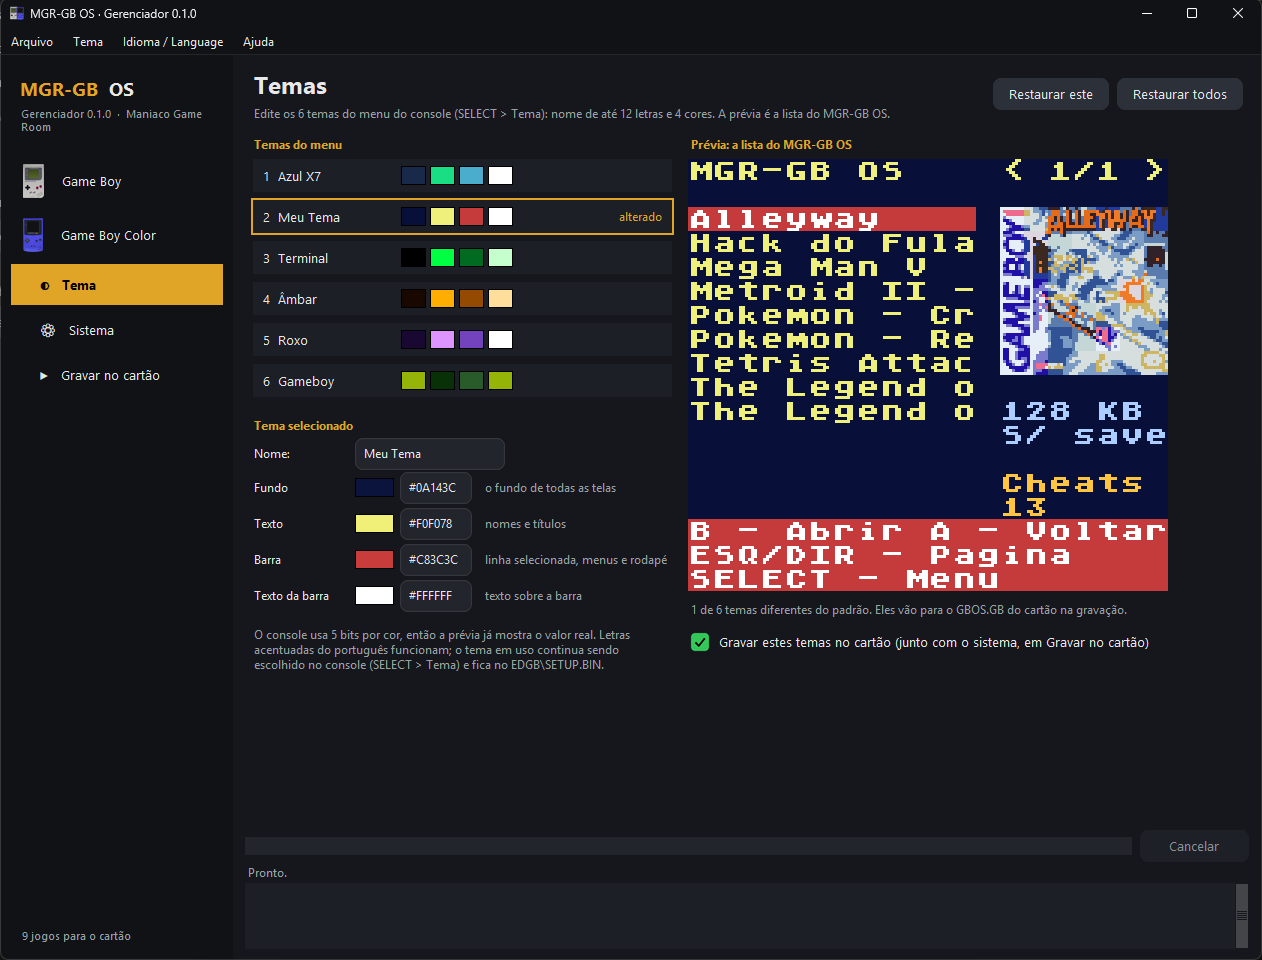 MGR-GB OS · Gerenciador 0.1.0
Arquivo Tema Idioma / Language Ajuda
MGR-GB OS
Gerenciador 0.1.0 · Maniaco Game
Room
Game Boy
Game Boy Color
Tema
Sistema
Gravar no cartão
9 jogos para o cartão
Temas
Edite os 6 temas do menu do console (SELECT > Tema): nome de até 12 letras e 4 cores. A prévia é a lista do MGR-GB OS.
Restaurar este
Restaurar todos
Temas do menu
1 Azul X7
2 Meu Tema alterado
3 Terminal
4 Âmbar
5 Roxo
6 Gameboy
Tema selecionado
Nome: Meu Tema
Fundo #0A143C o fundo de todas as telas
Texto #F0F078 nomes e títulos
Barra #C83C3C linha selecionada, menus e rodapé
Texto da barra #FFFFFF texto sobre a barra
O console usa 5 bits por cor, então a prévia já mostra o valor real. Letras
acentuadas do português funcionam; o tema em uso continua sendo
escolhido no console (SELECT > Tema) e fica no EDGB\SETUP.BIN.
Prévia: a lista do MGR-GB OS
MGR-GB OS < 1/1 >
Alleyway
Hack do Fula
Mega Man V
Metroid II -
Pokemon - Cr
Pokemon - Re
Tetris Attac
The Legend o
The Legend o
ALLEYWAY
GAME BOY
128 KB
S/ save
Cheats
13
B - Abrir A - Voltar
ESQ/DIR - Pagina
SELECT - Menu
1 de 6 temas diferentes do padrão. Eles vão para o GBOS.GB do cartão na gravação.
Gravar estes temas no cartão (junto com o sistema, em Gravar no cartão)
Cancelar
Pronto.